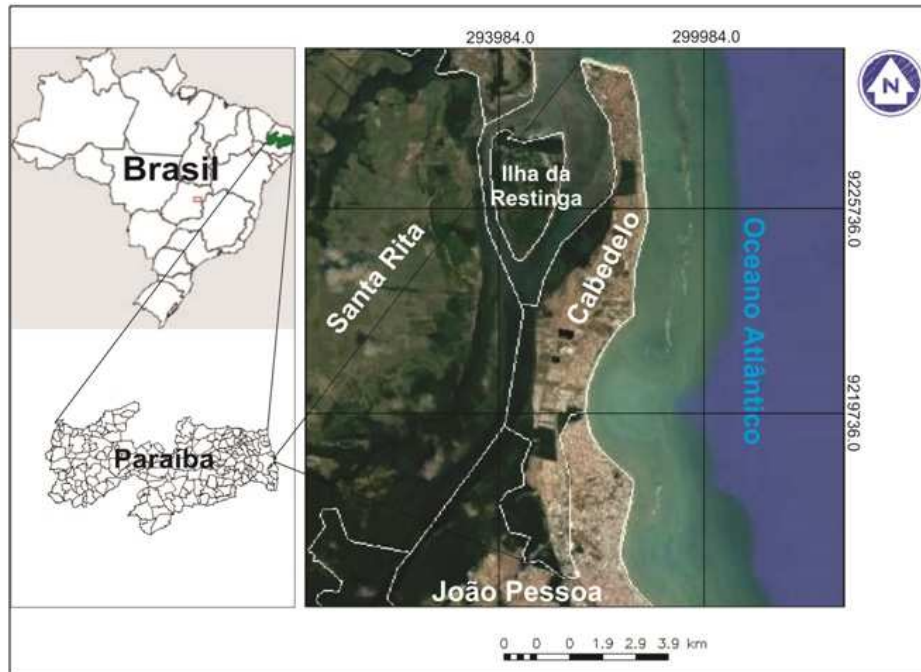 293984.0
299984.0
N
Brasil
Ilha da
Restinga
9225736.0
Santa Rita
Cabedelo
Oceano Atlântico
9219736.0
Paraíba
João Pessoa
0 0 0 1.9 2.9 3.9 km